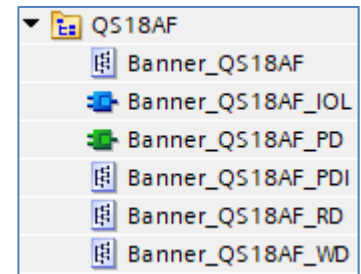 QS18AF
Banner_QS18AF
Banner_QS18AF_IOL
Banner_QS18AF_PD
Banner_QS18AF_PDI
Banner_QS18AF_RD
Banner_QS18AF_WD